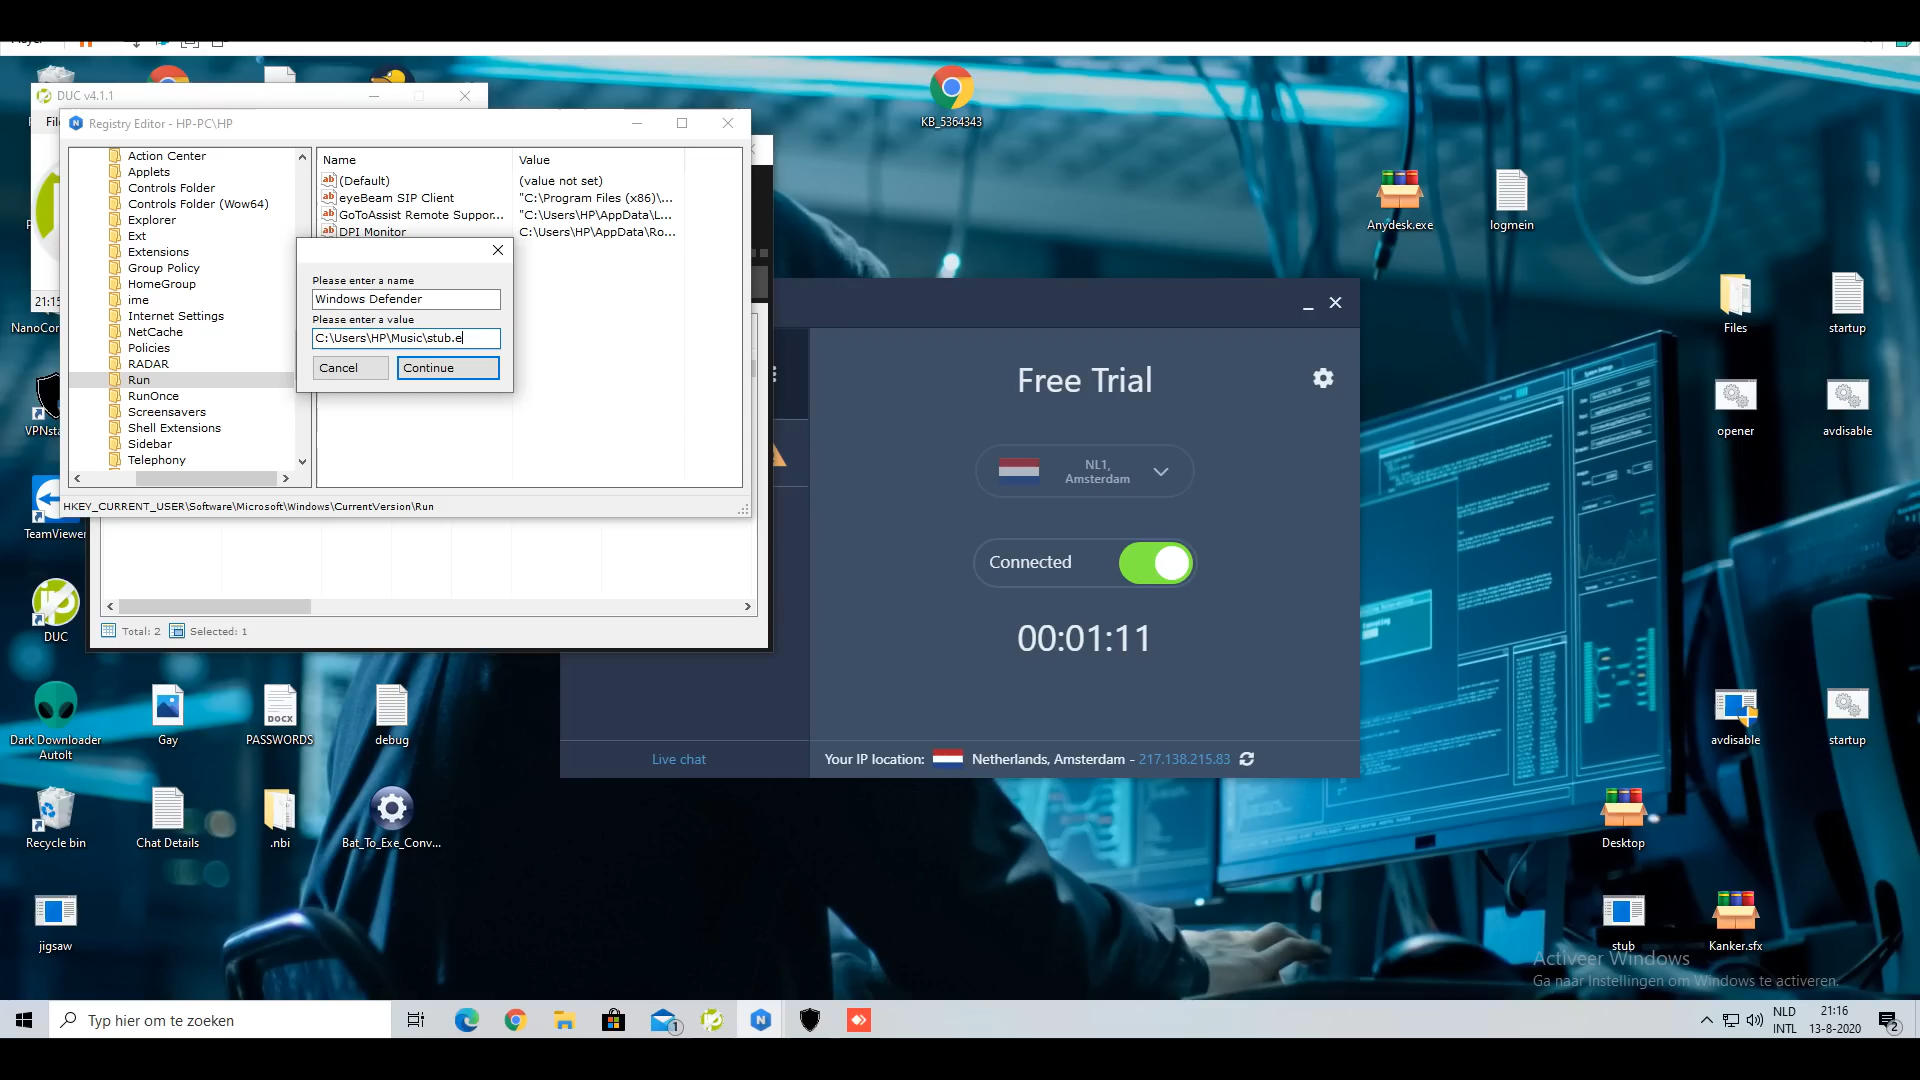 KB_5364343
DUC v4.1.1
Registry Editor - HP-PC\HP
Action Center
Applets
Controls Folder
Controls Folder (Wow64)
Explorer
Ext
Extensions
Group Policy
HomeGroup
ime
Internet Settings
NetCache
Policies
RADAR
Run
RunOnce
Screensavers
Shell Extensions
Sidebar
Telephony
Name Value
(Default) (value not set)
eyeBeam SIP Client "C:\Program Files (x86)\...
GoToAssist Remote Suppor... "C:\Users\HP\AppData\L...
DPI Monitor C:\Users\HP\AppData\Ro...
Please enter a name
Windows Defender
Please enter a value
C:\Users\HP\Music\stub.e
Cancel Continue
HKEY_CURRENT_USER\Software\Microsoft\Windows\CurrentVersion\Run
Total: 2 Selected: 1
Free Trial
NL1,
Amsterdam
Connected
00:01:11
Live chat
Your IP location: Netherlands, Amsterdam - 217.138.215.83
Anydesk.exe
logmein
Files
startup
opener
avdisable
avdisable
startup
Desktop
stub
Kanker.sfx
TeamViewer
DUC
Dark Downloader
AutoIt
Gay
DOCX
PASSWORDS
debug
Recycle bin
Chat Details
.nbi
Bat_To_Exe_Conv...
jigsaw
Activeer Windows
Ga naar Instellingen om Windows te activeren.
Typ hier om te zoeken
1
NLD
INTL
21:16
13-8-2020
2